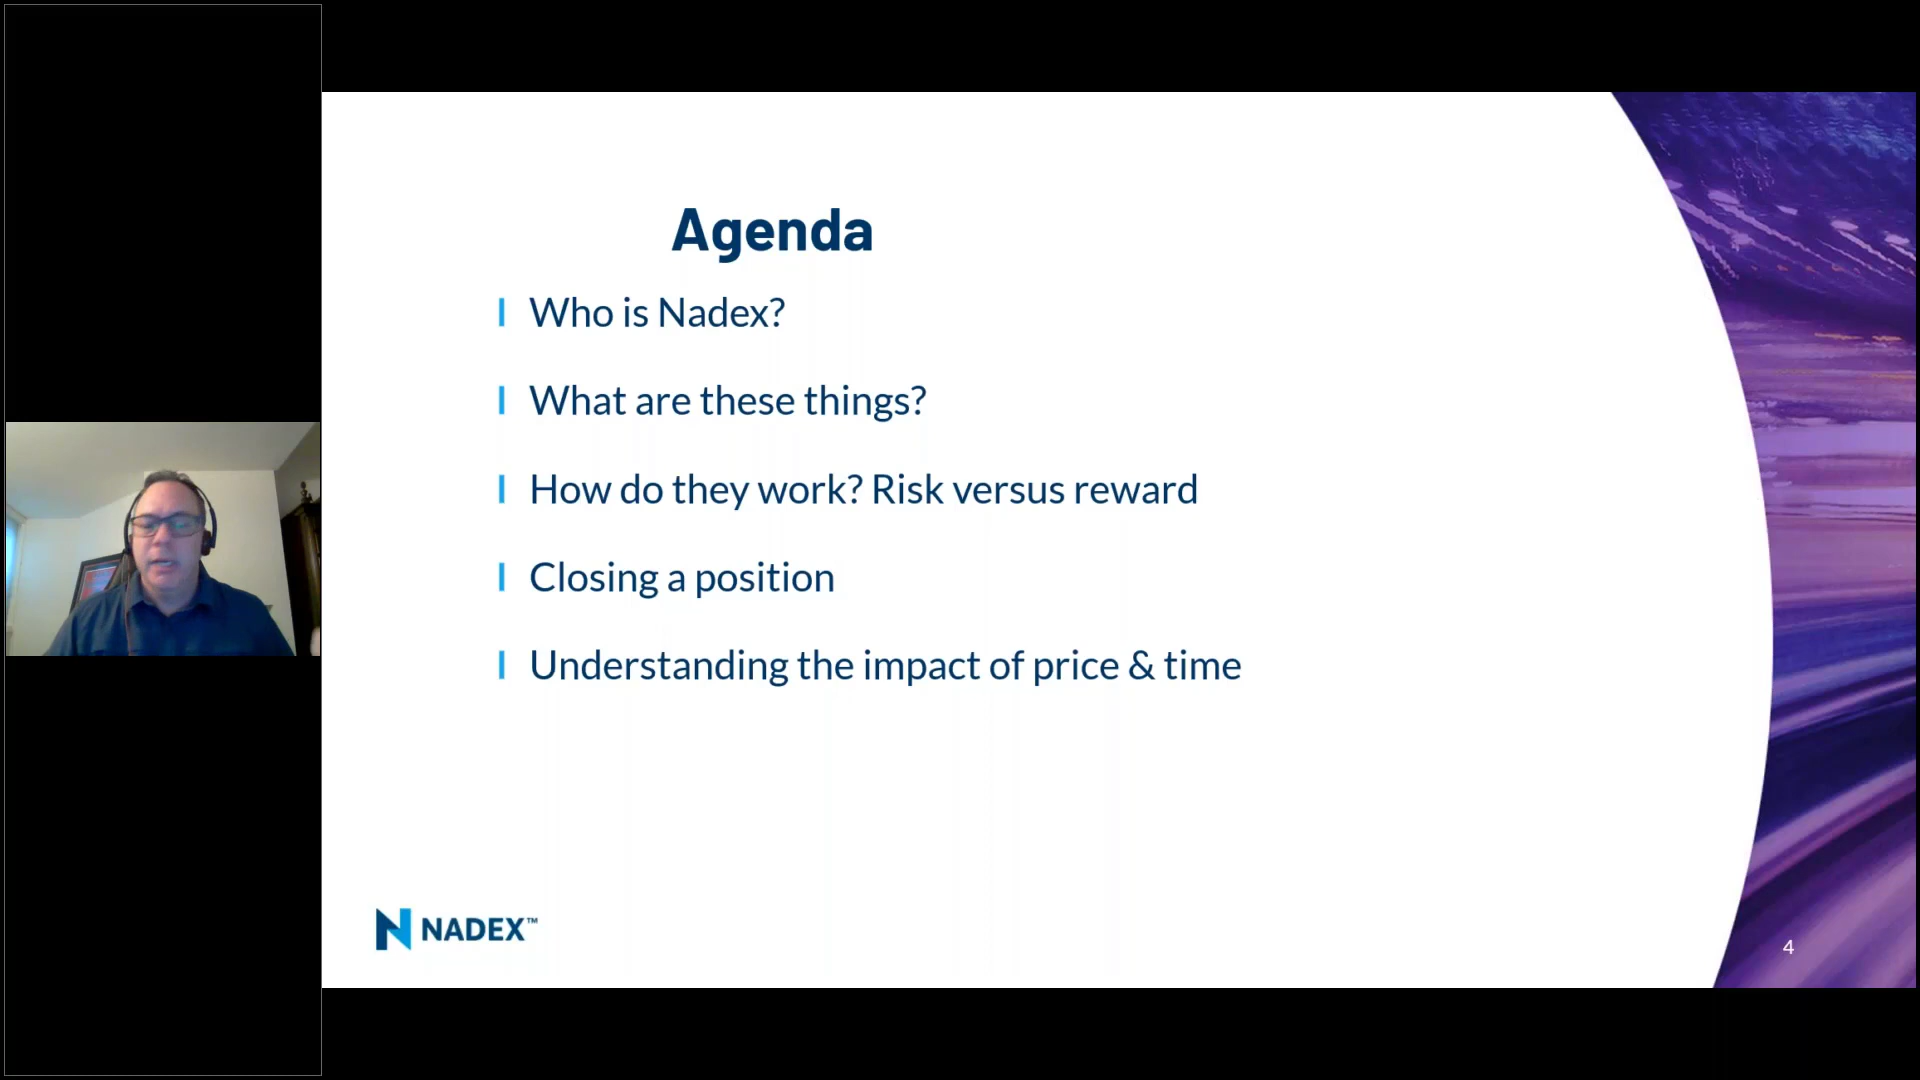 Agenda
Who is Nadex?
What are these things?
How do they work? Risk versus reward
Closing a position
Understanding the impact of price & time
NADEX™
4